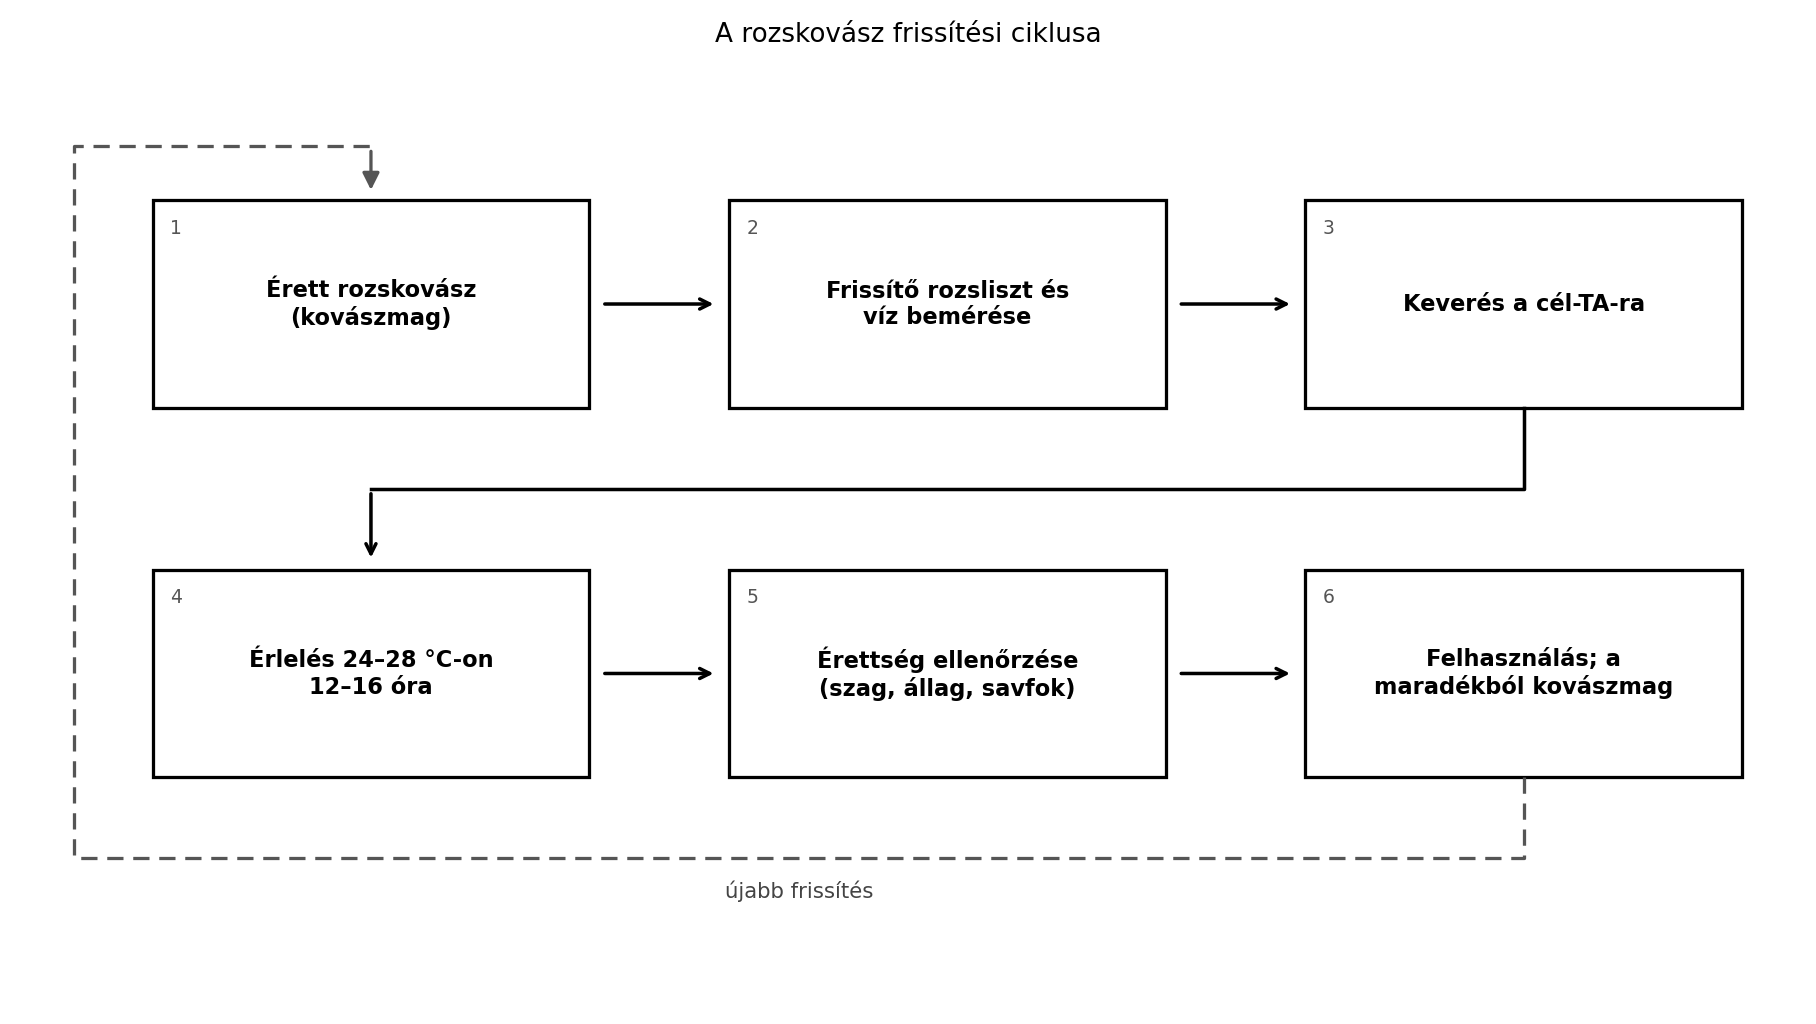 A rozskovász frissítési ciklusa
1
Érett rozskovász
(kovászmag)
2
Frissítő rozsliszt és
víz bemérése
3
Keverés a cél-TA-ra
4
Érlelés 24–28 °C-on
12–16 óra
5
Érettség ellenőrzése
(szag, állag, savfok)
6
Felhasználás; a
maradékból kovászmag
újabb frissítés